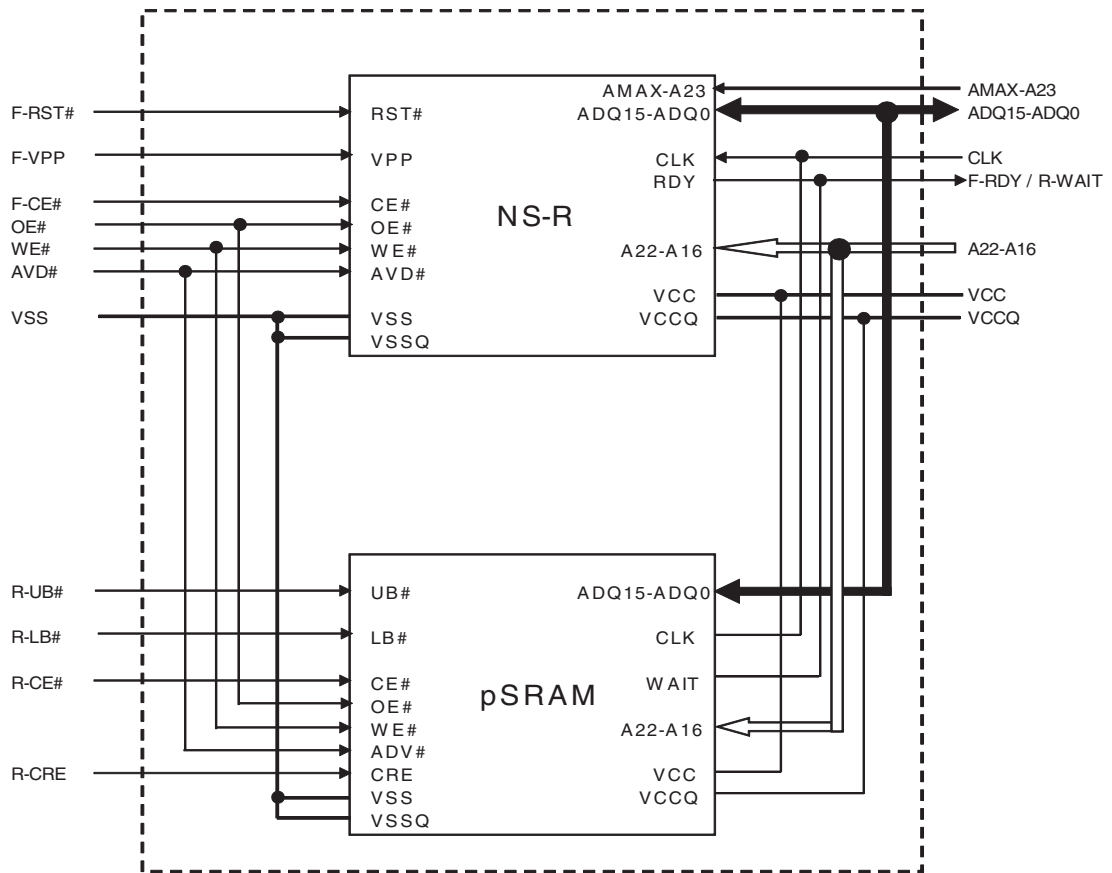 F-RST#
F-VPP
F-CE#
OE#
WE#
AVD#
VSS
RST#
VPP
CE#
OE#
WE#
AVD#
VSS
VSSQ
NS-R
AMAX-A23
ADQ15-ADQ0
CLK
RDY
A22-A16
VCC
VCCQ
AMAX-A23
ADQ15-ADQ0
CLK
F-RDY / R-WAIT
A22-A16
VCC
VCCQ
R-UB#
R-LB#
R-CE#
R-CRE
UB#
LB#
CE#
OE#
WE#
ADV#
CRE
VSS
VSSQ
pSRAM
ADQ15-ADQ0
CLK
WAIT
A22-A16
VCC
VCCQ